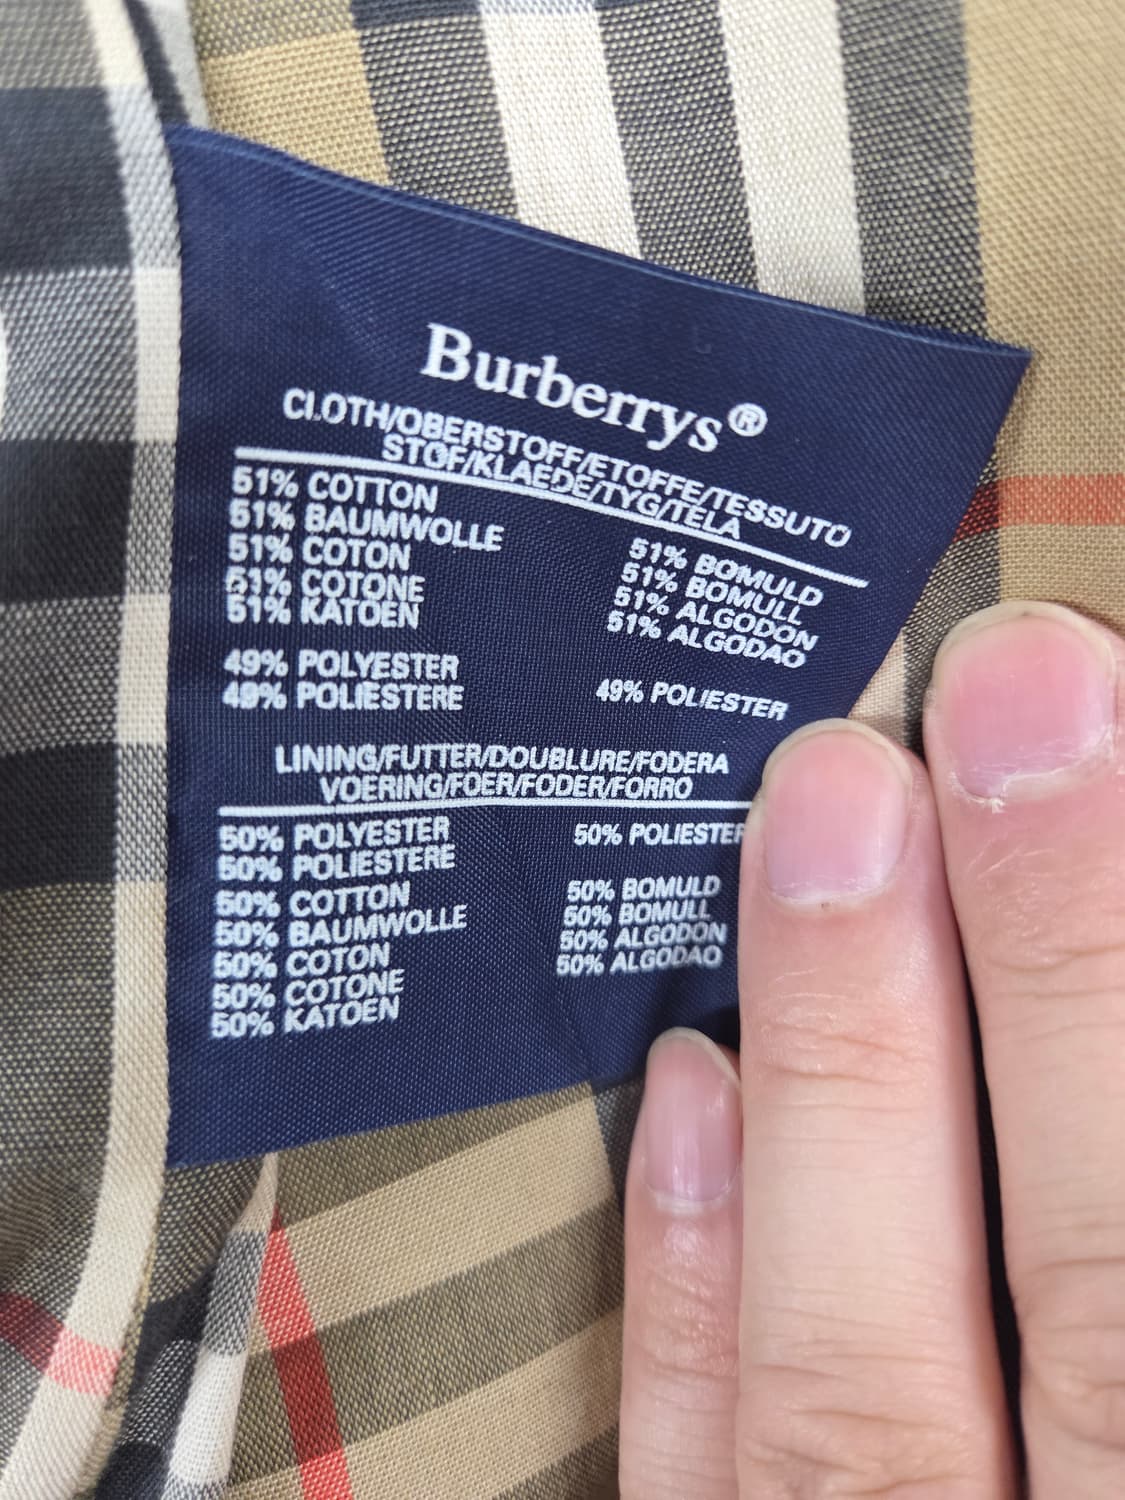 Burberrys®
CLOTH/OBERSTOFF/ETOFFE/TESSUTO
STOF/KLAEDE/TYG/TELA
51% COTTON
51% BAUMWOLLE
51% COTON
51% COTONE
51% KATOEN
51% BOMULD
51% BOMULL
51% ALGODON
51% ALGODAO
49% POLYESTER
49% POLIESTERE
49% POLIESTER
LINING/FUTTER/DOUBLURE/FODERA
VOERING/FOER/FODER/FORRO
50% POLYESTER
50% POLIESTERE
50% POLIESTER
50% COTTON
50% BAUMWOLLE
50% COTON
50% COTONE
50% KATOEN
50% BOMULD
50% BOMULL
50% ALGODON
50% ALGODAO